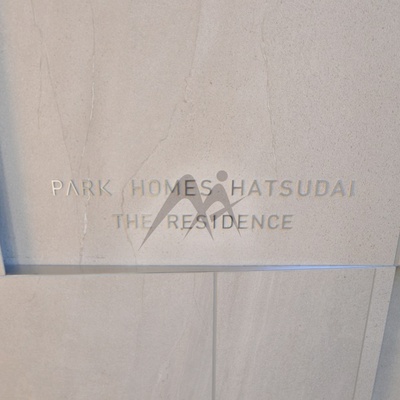 PARK HOMES HATSUDAI
THE RESIDENCE